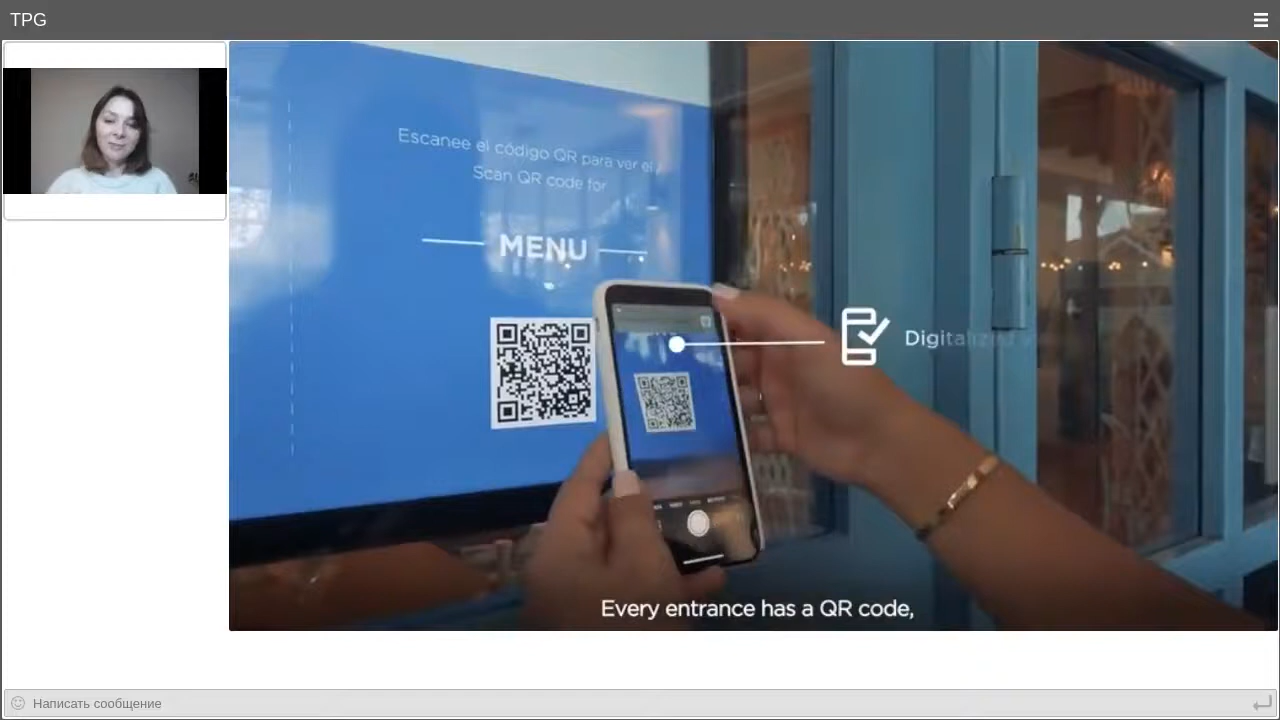 TPG
Escanee el código QR para ver el
Scan QR code for
MENU
Digitalized
Every entrance has a QR code,
Написать сообщение